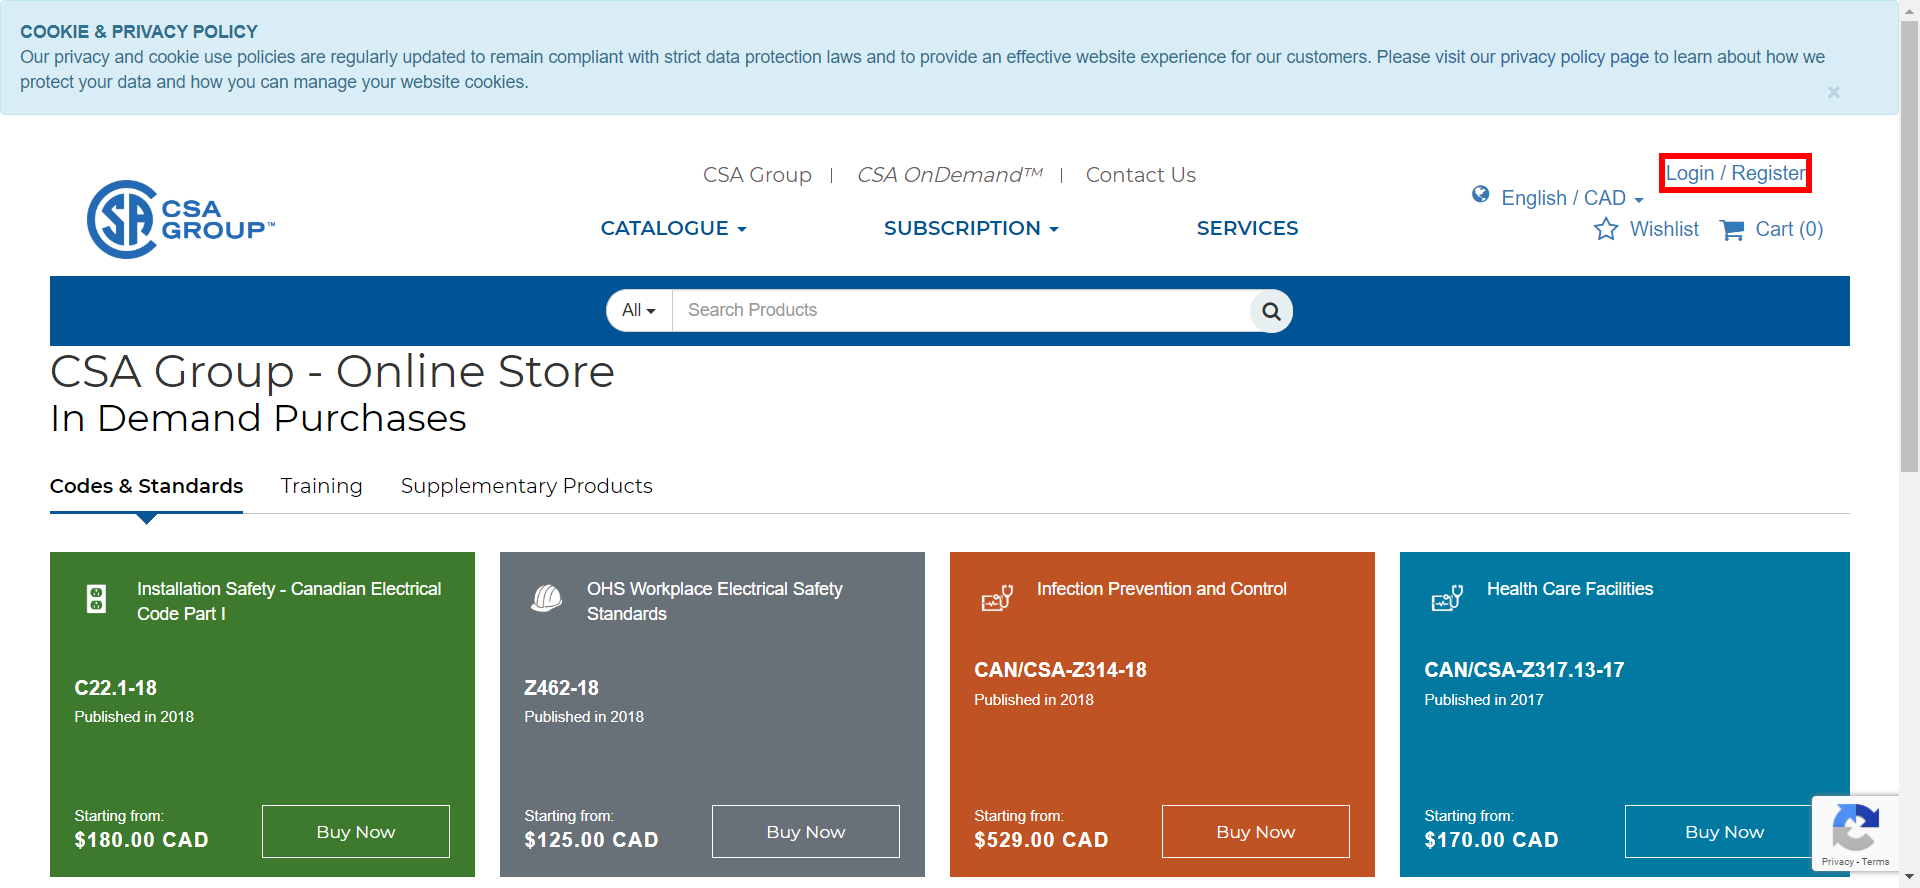 COOKIE & PRIVACY POLICY
Our privacy and cookie use policies are regularly updated to remain compliant with strict data protection laws and to provide an effective website experience for our customers. Please visit our privacy policy page to learn about how we
protect your data and how you can manage your website cookies.
×
CSA Group
CSA OnDemand™
Contact Us
Login / Register
English / CAD
CSA
GROUP™
CATALOGUE
SUBSCRIPTION
SERVICES
Wishlist
Cart (0)
All
Search Products
CSA Group - Online Store
In Demand Purchases
Codes & Standards
Training
Supplementary Products
Installation Safety - Canadian Electrical
Code Part I
C22.1-18
Published in 2018
Starting from:
$180.00 CAD
Buy Now
OHS Workplace Electrical Safety
Standards
Z462-18
Published in 2018
Starting from:
$125.00 CAD
Buy Now
Infection Prevention and Control
CAN/CSA-Z314-18
Published in 2018
Starting from:
$529.00 CAD
Buy Now
Health Care Facilities
CAN/CSA-Z317.13-17
Published in 2017
Starting from:
$170.00 CAD
Buy Now
Privacy - Terms